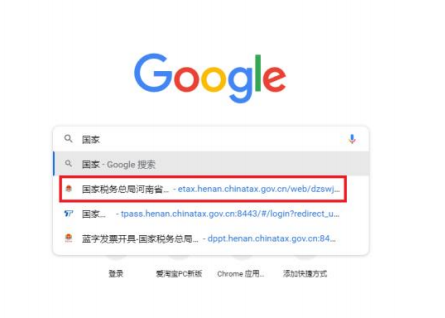 Google
国家
国家 - Google 搜索
国家税务总局河南省... - etax.henan.chinatax.gov.cn/web/dzswj...
国家... - tpass.henan.chinatax.gov.cn:8443/#/login?redirect_u...
蓝字发票开具-国家税务总局... - dppt.henan.chinatax.gov.cn:84...
登录 爱淘宝PC新版 Chrome 应用... 添加快捷方式